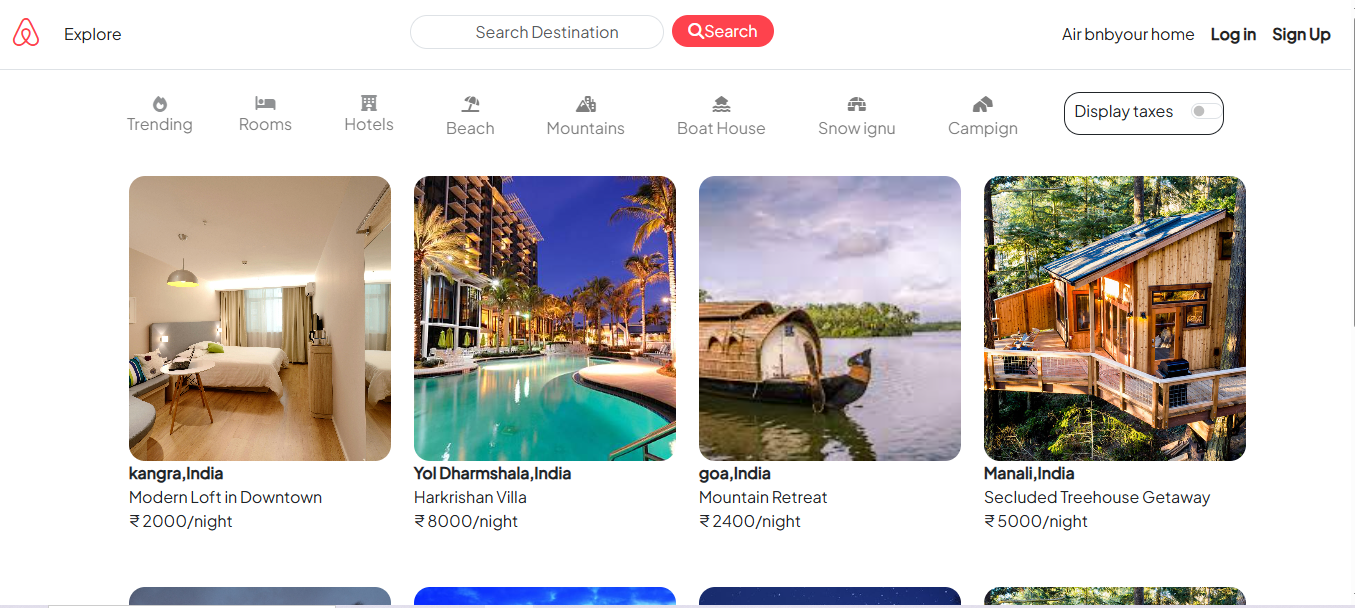 Explore
Search Destination
Search
Air bnbyour home
Log in
Sign Up
Trending
Rooms
Hotels
Beach
Mountains
Boat House
Snow ignu
Campign
Display taxes
kangra,India
Modern Loft in Downtown
₹ 2000/night
Yol Dharmshala,India
Harkrishan Villa
₹ 8000/night
goa,India
Mountain Retreat
₹ 2400/night
Manali,India
Secluded Treehouse Getaway
₹ 5000/night